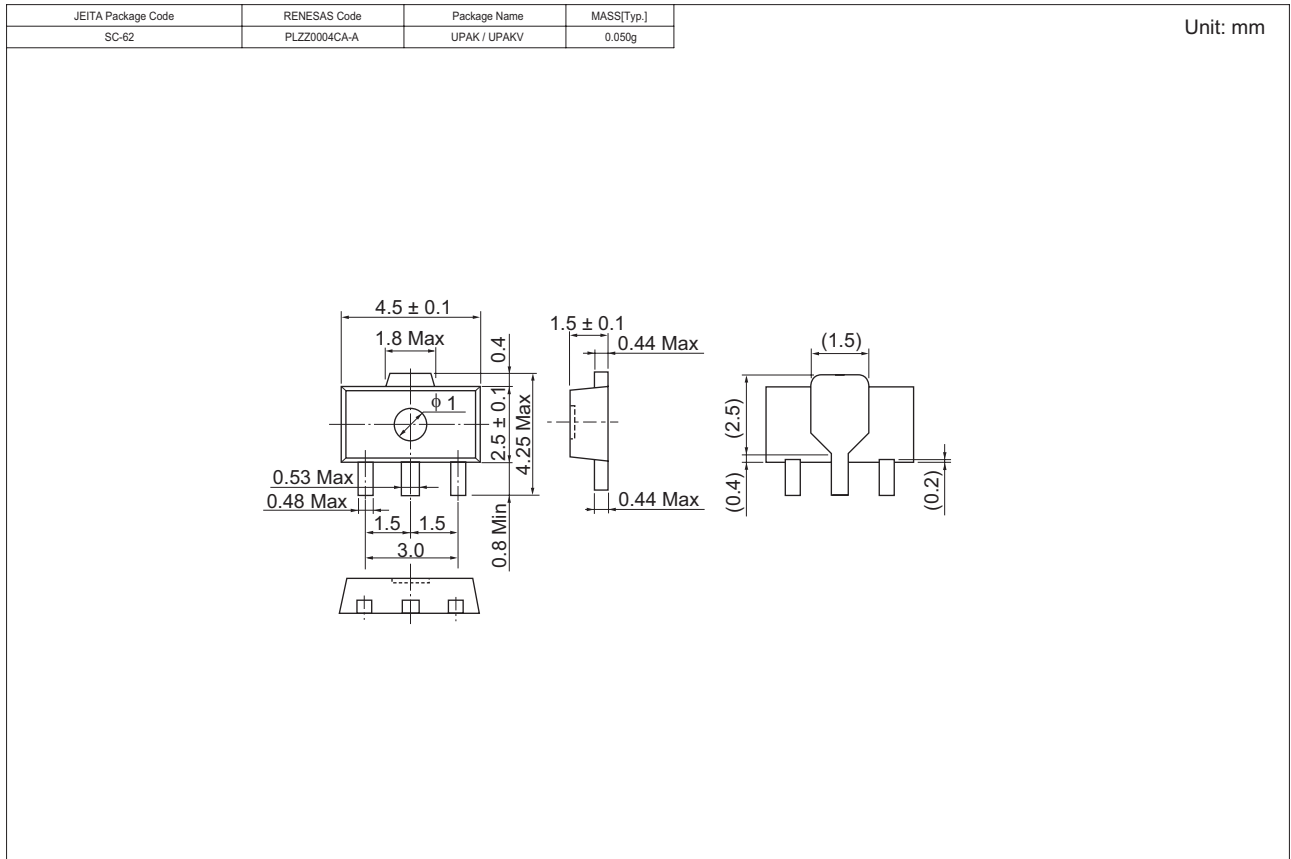 JEITA Package Code RENESAS Code Package Name MASS[Typ.]
SC-62 PLZZ0004CA-A UPAK / UPAKV 0.050g
Unit: mm
4.5 ± 0.1
1.8 Max
0.4
ϕ 1
2.5 ± 0.1
4.25 Max
0.53 Max
0.48 Max
1.5 1.5
3.0
0.8 Min
1.5 ± 0.1
0.44 Max
0.44 Max
(1.5)
(2.5)
(0.4)
(0.2)